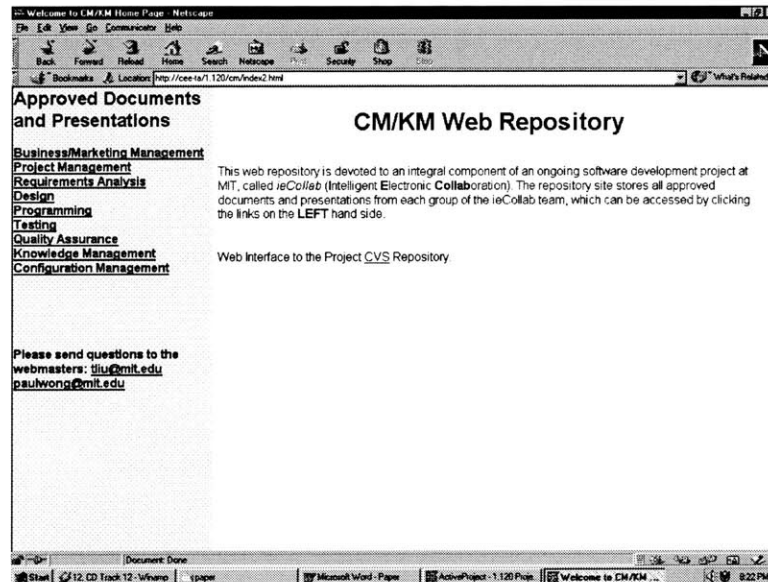 Welcome to CM/KM Home Page - Netscape
File Edit View Go Communicator Help
Back Forward Reload Home Search Netscape Print Security Shop Stop
Bookmarks Location: http://cee-ta/1.120/cm/index2.html What's Related
Approved Documents
and Presentations
Business/Marketing Management
Project Management
Requirements Analysis
Design
Programming
Testing
Quality Assurance
Knowledge Management
Configuration Management
Please send questions to the
webmasters: tliu@mit.edu
paulwong@mit.edu
CM/KM Web Repository
This web repository is devoted to an integral component of an ongoing software development project at
MIT, called ieCollab (Intelligent Electronic Collaboration). The repository site stores all approved
documents and presentations from each group of the ieCollab team, which can be accessed by clicking
the links on the LEFT hand side.
Web Interface to the Project CVS Repository.
Document: Done
Start 12. CD Track 12 - Winamp paper Microsoft Word - Paper ActiveProject - 1.120 Proje... Welcome to CM/KM ... 8:22 PM